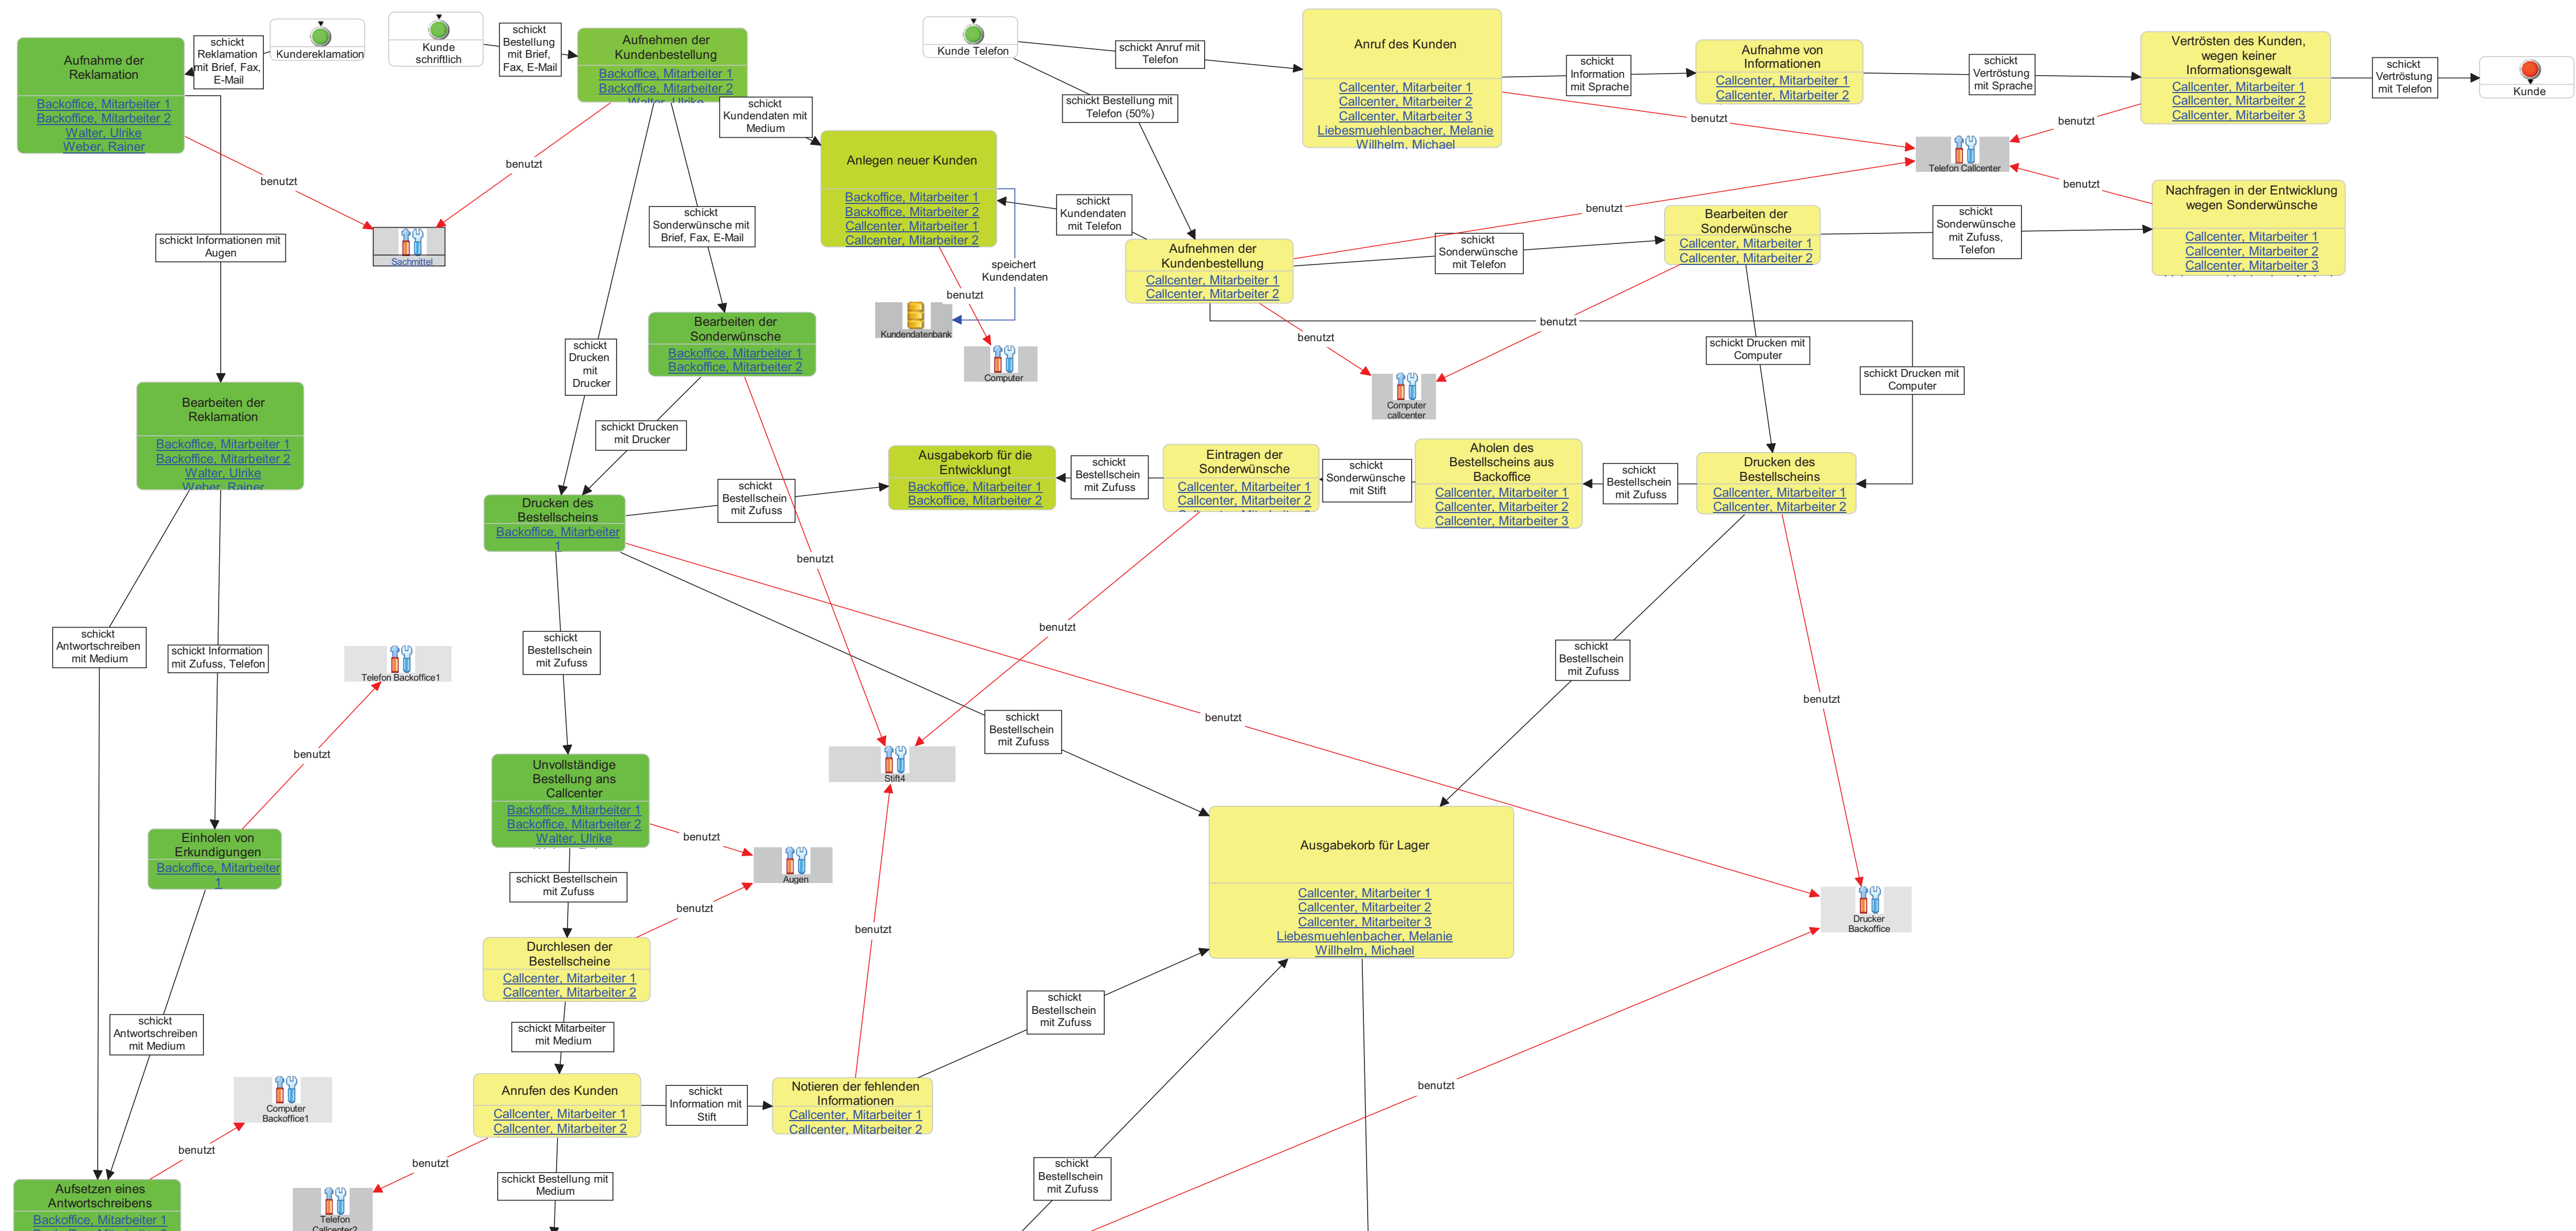 Aufnahme der
Reklamation
Backoffice, Mitarbeiter 1
Backoffice, Mitarbeiter 2
Walter, Ulrike
Weber, Rainer
schickt
Reklamation
mit Brief, Fax,
E-Mail
Kundereklamation
Kunde
schriftlich
schickt
Bestellung
mit Brief,
Fax, E-Mail
Aufnehmen der
Kundenbestellung
Backoffice, Mitarbeiter 1
Backoffice, Mitarbeiter 2
Walter, Ulrike
schickt
Kundendaten mit
Medium
Kunde Telefon
schickt Anruf mit
Telefon
schickt Bestellung mit
Telefon (50%)
Anruf des Kunden
Callcenter, Mitarbeiter 1
Callcenter, Mitarbeiter 2
Callcenter, Mitarbeiter 3
Liebesmuehlenbacher, Melanie
Willhelm, Michael
schickt
Information
mit Sprache
Aufnahme von
Informationen
Callcenter, Mitarbeiter 1
Callcenter, Mitarbeiter 2
schickt
Vertröstung
mit Sprache
Vertrösten des Kunden,
wegen keiner
Informationsgewalt
Callcenter, Mitarbeiter 1
Callcenter, Mitarbeiter 2
Callcenter, Mitarbeiter 3
schickt
Vertröstung
mit Telefon
Kunde
benutzt
benutzt
benutzt
benutzt
Telefon Callcenter
benutzt
benutzt
Sachmittel
Anlegen neuer Kunden
Backoffice, Mitarbeiter 1
Backoffice, Mitarbeiter 2
Callcenter, Mitarbeiter 1
Callcenter, Mitarbeiter 2
schickt
Kundendaten
mit Telefon
Aufnehmen der
Kundenbestellung
Callcenter, Mitarbeiter 1
Callcenter, Mitarbeiter 2
benutzt
schickt
Sonderwünsche
mit Telefon
Bearbeiten der
Sonderwünsche
Callcenter, Mitarbeiter 1
Callcenter, Mitarbeiter 2
schickt
Sonderwünsche
mit Zufuss,
Telefon
Nachfragen in der Entwicklung
wegen Sonderwünsche
Callcenter, Mitarbeiter 1
Callcenter, Mitarbeiter 2
Callcenter, Mitarbeiter 3
schickt Informationen mit
Augen
schickt
Sonderwünsche mit
Brief, Fax, E-Mail
speichert
Kundendaten
benutzt
Kundendatenbank
Computer
benutzt
benutzt
Computer
callcenter
schickt Drucken mit
Computer
schickt Drucken mit
Computer
schickt
Drucken
mit
Drucker
Bearbeiten der
Sonderwünsche
Backoffice, Mitarbeiter 1
Backoffice, Mitarbeiter 2
schickt Drucken
mit Drucker
Bearbeiten der
Reklamation
Backoffice, Mitarbeiter 1
Backoffice, Mitarbeiter 2
Walter, Ulrike
Weber, Rainer
Drucken des
Bestellscheins
Backoffice, Mitarbeiter
1
schickt
Bestellschein
mit Zufuss
Ausgabekorb für die
Entwicklungt
Backoffice, Mitarbeiter 1
Backoffice, Mitarbeiter 2
schickt
Bestellschein
mit Zufuss
Eintragen der
Sonderwünsche
Callcenter, Mitarbeiter 1
Callcenter, Mitarbeiter 2
schickt
Sonderwünsche
mit Stift
Aholen des
Bestellscheins aus
Backoffice
Callcenter, Mitarbeiter 1
Callcenter, Mitarbeiter 2
Callcenter, Mitarbeiter 3
schickt
Bestellschein
mit Zufuss
Drucken des
Bestellscheins
Callcenter, Mitarbeiter 1
Callcenter, Mitarbeiter 2
benutzt
benutzt
schickt
Antwortschreiben
mit Medium
schickt Information
mit Zufuss, Telefon
Telefon Backoffice1
benutzt
schickt
Bestellschein
mit Zufuss
schickt
Bestellschein
mit Zufuss
benutzt
schickt
Bestellschein
mit Zufuss
benutzt
Stift4
Unvollständige
Bestellung ans
Callcenter
Backoffice, Mitarbeiter 1
Backoffice, Mitarbeiter 2
Walter, Ulrike
benutzt
Augen
benutzt
Einholen von
Erkundigungen
Backoffice, Mitarbeiter
1
schickt Bestellschein
mit Zufuss
Ausgabekorb für Lager
Callcenter, Mitarbeiter 1
Callcenter, Mitarbeiter 2
Callcenter, Mitarbeiter 3
Liebesmuehlenbacher, Melanie
Willhelm, Michael
Drucker
Backoffice
Durchlesen der
Bestellscheine
Callcenter, Mitarbeiter 1
Callcenter, Mitarbeiter 2
benutzt
schickt
Bestellschein
mit Zufuss
schickt
Antwortschreiben
mit Medium
schickt Mitarbeiter
mit Medium
Computer
Backoffice1
benutzt
Anrufen des Kunden
Callcenter, Mitarbeiter 1
Callcenter, Mitarbeiter 2
schickt
Information mit
Stift
Notieren der fehlenden
Informationen
Callcenter, Mitarbeiter 1
Callcenter, Mitarbeiter 2
benutzt
benutzt
schickt Bestellung mit
Medium
schickt
Bestellschein
mit Zufuss
Aufsetzen eines
Antwortschreibens
Backoffice, Mitarbeiter 1
Telefon
Callcenter2